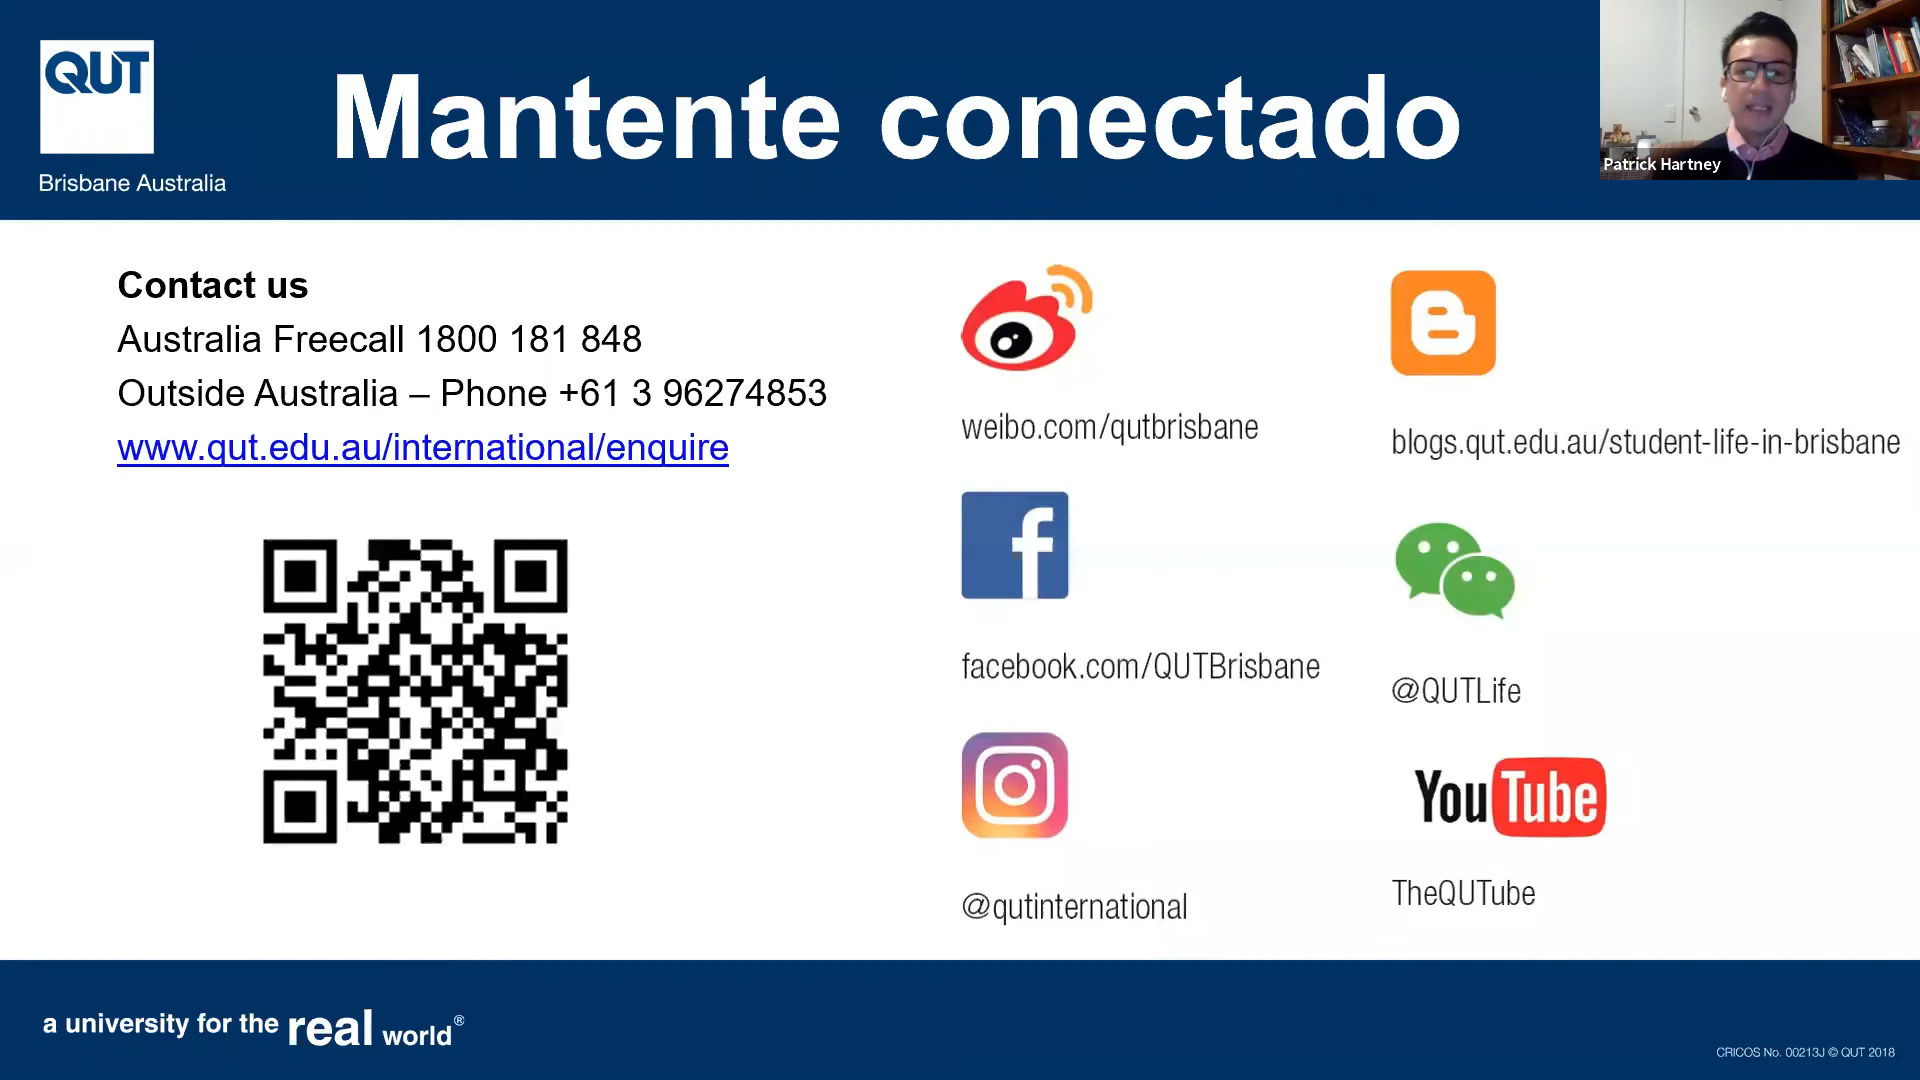 QUT
Brisbane Australia
Mantente conectado
Patrick Hartney
Contact us
Australia Freecall 1800 181 848
Outside Australia – Phone +61 3 96274853
www.qut.edu.au/international/enquire
weibo.com/qutbrisbane
blogs.qut.edu.au/student-life-in-brisbane
facebook.com/QUTBrisbane
@QUTLife
@qutinternational
YouTube
TheQUTube
a university for the real world®
CRICOS No. 00213J © QUT 2018